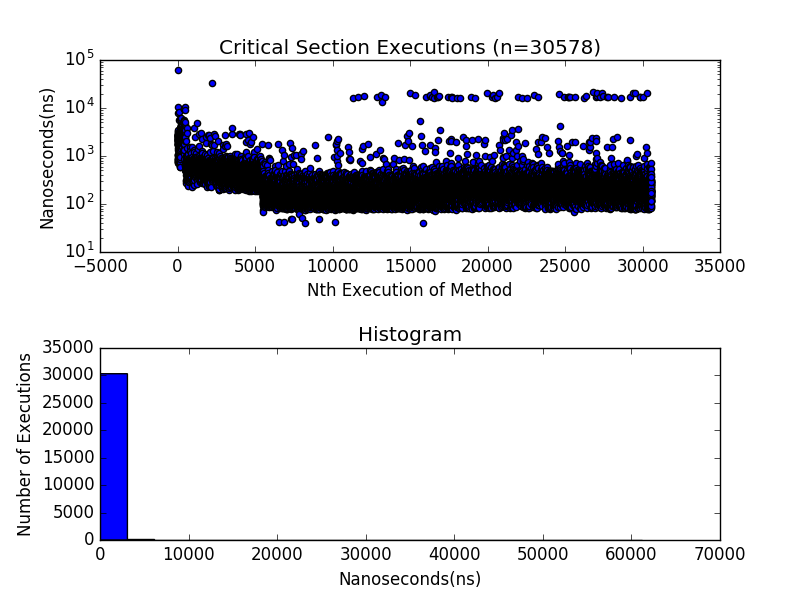 Critical Section Executions (n=30578)
10^5
10^4
10^3
10^2
10^1
Nanoseconds(ns)
−5000 0 5000 10000 15000 20000 25000 30000 35000
Nth Execution of Method
Histogram
35000
30000
25000
20000
15000
10000
5000
0
Number of Executions
0 10000 20000 30000 40000 50000 60000 70000
Nanoseconds(ns)